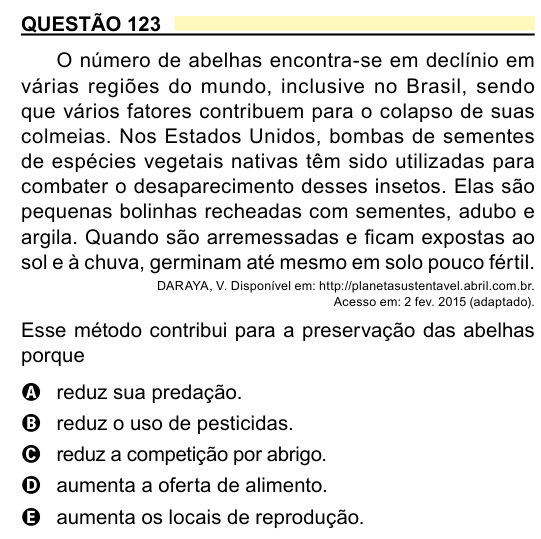 QUESTÃO 123
O número de abelhas encontra-se em declínio em
várias regiões do mundo, inclusive no Brasil, sendo
que vários fatores contribuem para o colapso de suas
colmeias. Nos Estados Unidos, bombas de sementes
de espécies vegetais nativas têm sido utilizadas para
combater o desaparecimento desses insetos. Elas são
pequenas bolinhas recheadas com sementes, adubo e
argila. Quando são arremessadas e ficam expostas ao
sol e à chuva, germinam até mesmo em solo pouco fértil.
DARAYA, V. Disponível em: http://planetasustentavel.abril.com.br.
Acesso em: 2 fev. 2015 (adaptado).
Esse método contribui para a preservação das abelhas
porque
A reduz sua predação.
B reduz o uso de pesticidas.
C reduz a competição por abrigo.
D aumenta a oferta de alimento.
E aumenta os locais de reprodução.